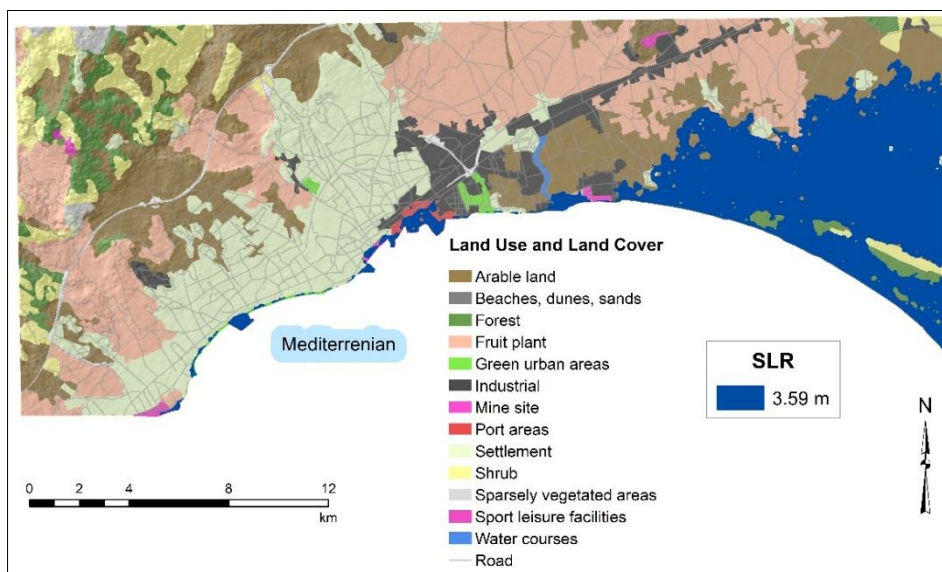 Land Use and Land Cover
Arable land
Beaches, dunes, sands
Forest
Fruit plant
Green urban areas
Industrial
Mine site
Port areas
Settlement
Shrub
Sparsely vegetated areas
Sport leisure facilities
Water courses
Road
Mediterrenian
SLR
3.59 m
N
0 2 4 8 12
km